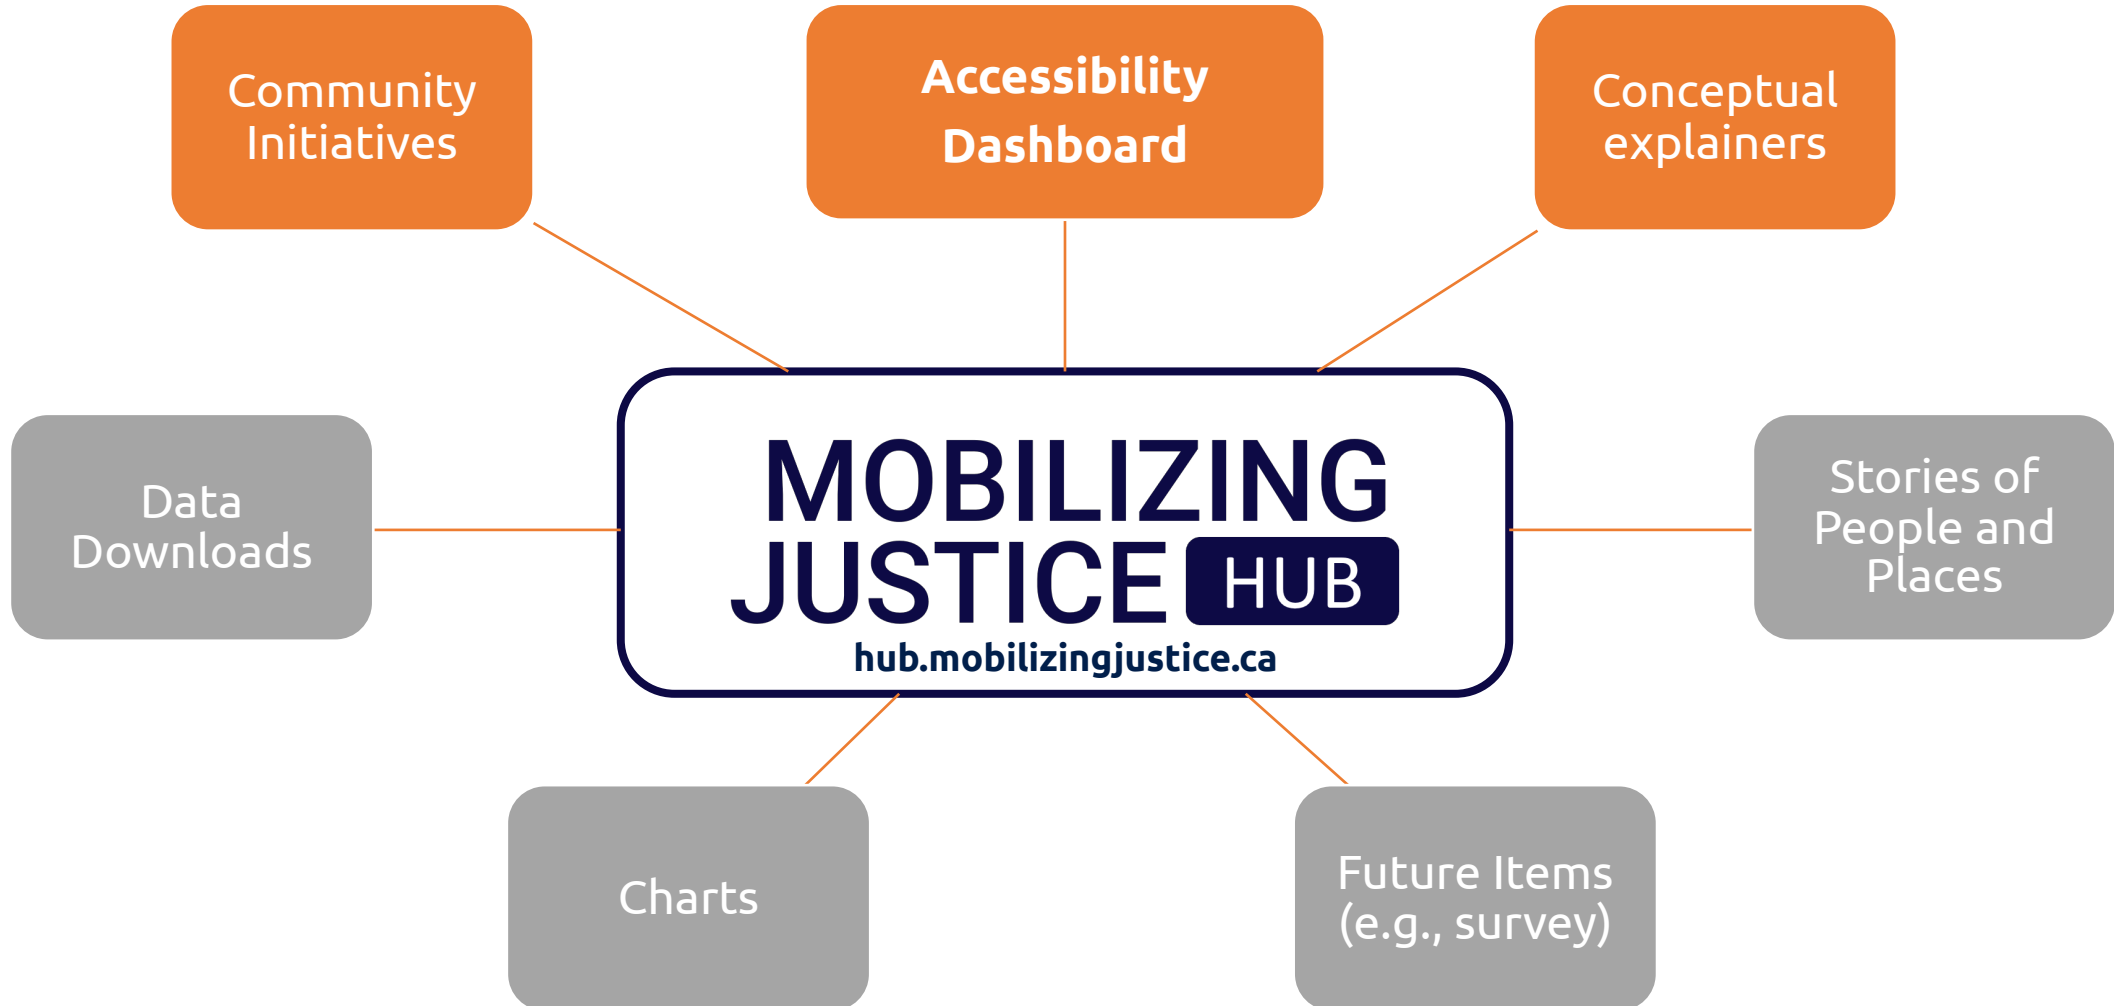 Community
Initiatives
Accessibility
Dashboard
Conceptual
explainers
Data
Downloads
MOBILIZING
JUSTICE HUB
hub.mobilizingjustice.ca
Stories of
People and
Places
Charts
Future Items
(e.g., survey)